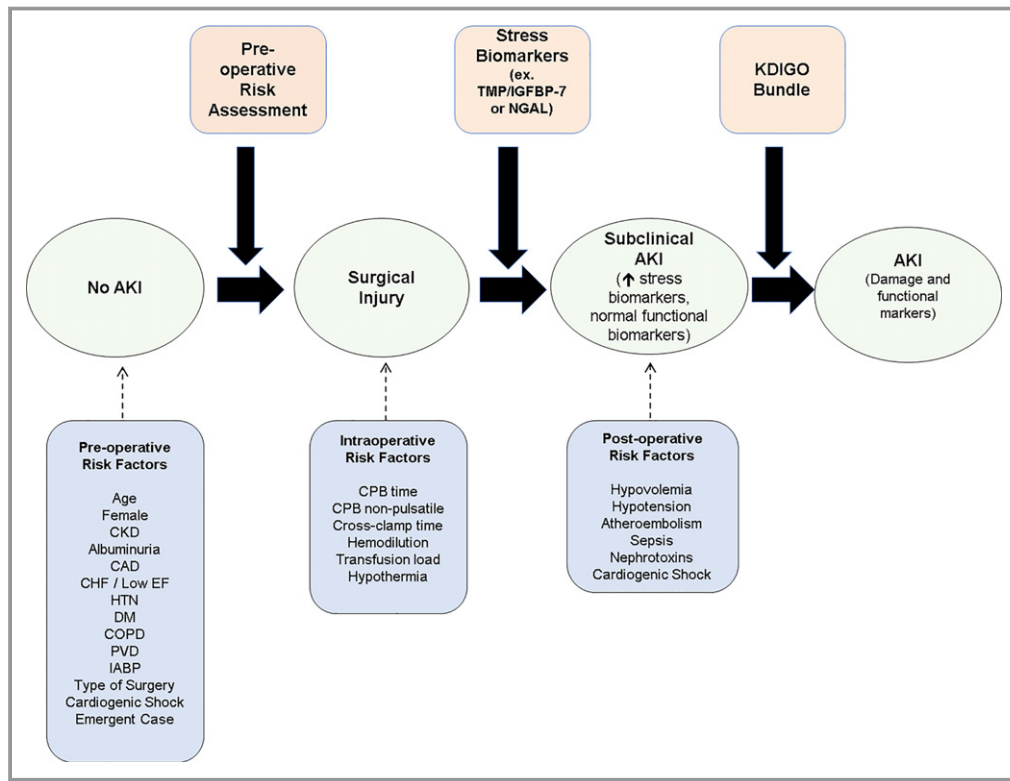 Pre-
operative
Risk
Assessment
Stress
Biomarkers
(ex.
TMP/IGFBP-7
or NGAL)
KDIGO
Bundle
No AKI
Surgical
Injury
Subclinical
AKI
(↑ stress
biomarkers,
normal functional
biomarkers)
AKI
(Damage and
functional
markers)
Pre-operative
Risk Factors
Age
Female
CKD
Albuminuria
CAD
CHF / Low EF
HTN
DM
COPD
PVD
IABP
Type of Surgery
Cardiogenic Shock
Emergent Case
Intraoperative
Risk Factors
CPB time
CPB non-pulsatile
Cross-clamp time
Hemodilution
Transfusion load
Hypothermia
Post-operative
Risk Factors
Hypovolemia
Hypotension
Atheroembolism
Sepsis
Nephrotoxins
Cardiogenic Shock